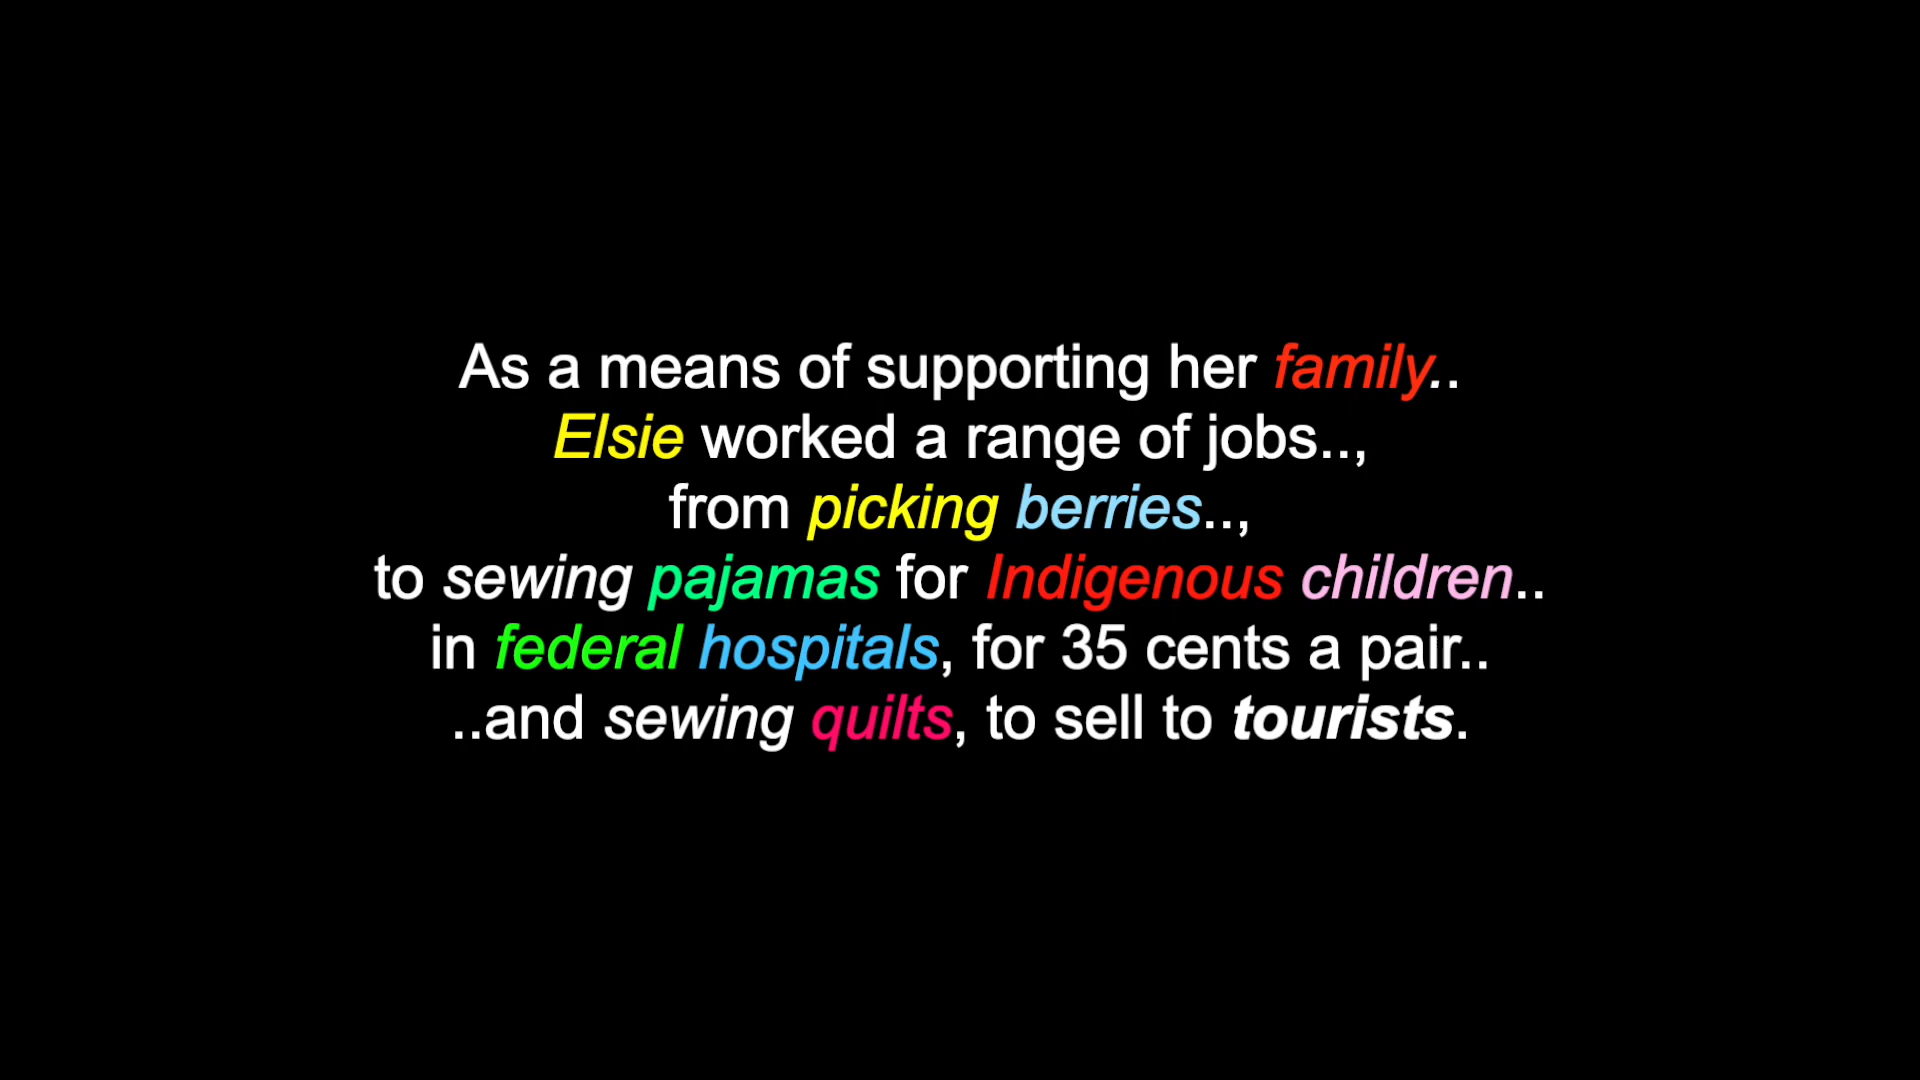 As a means of supporting her family..
Elsie worked a range of jobs..,
from picking berries..,
to sewing pajamas for Indigenous children..
in federal hospitals, for 35 cents a pair..
..and sewing quilts, to sell to tourists.